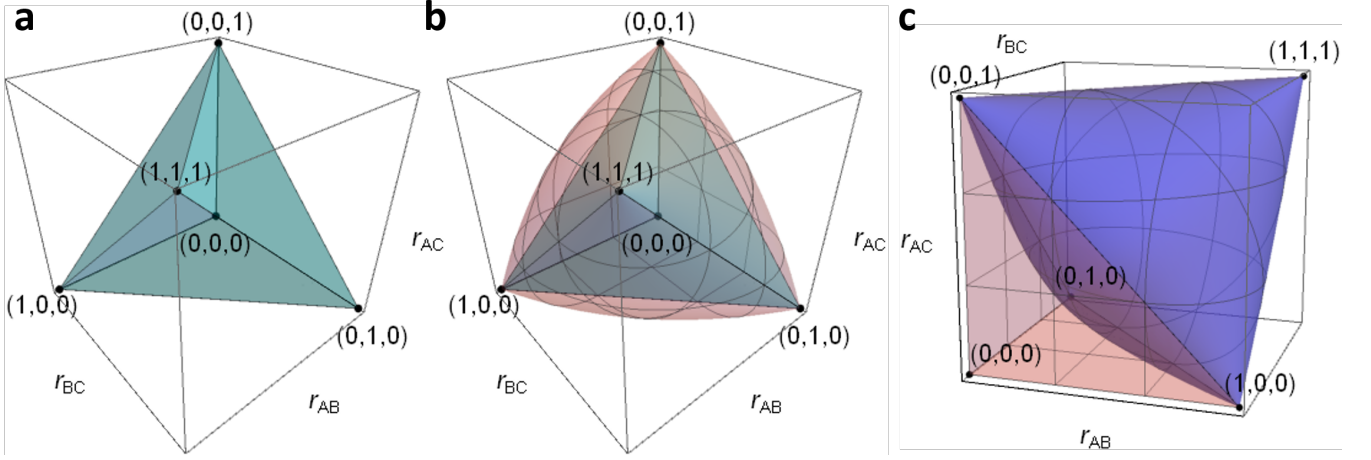 a
(0,0,1)
(1,1,1)
(0,0,0)
r_AC
(1,0,0)
(0,1,0)
r_BC
r_AB
b
(0,0,1)
(1,1,1)
(0,0,0)
r_AC
(1,0,0)
(0,1,0)
r_BC
r_AB
c
r_BC
(1,1,1)
(0,0,1)
r_AC
(0,1,0)
(0,0,0)
(1,0,0)
r_AB